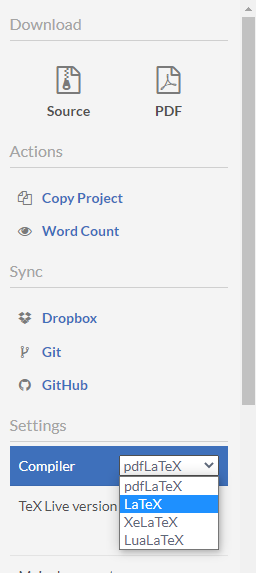 Download
Source PDF
Actions
Copy Project
Word Count
Sync
Dropbox
Git
GitHub
Settings
Compiler pdfLaTeX
pdfLaTeX
LaTeX
TeX Live version
XeLaTeX
LuaLaTeX